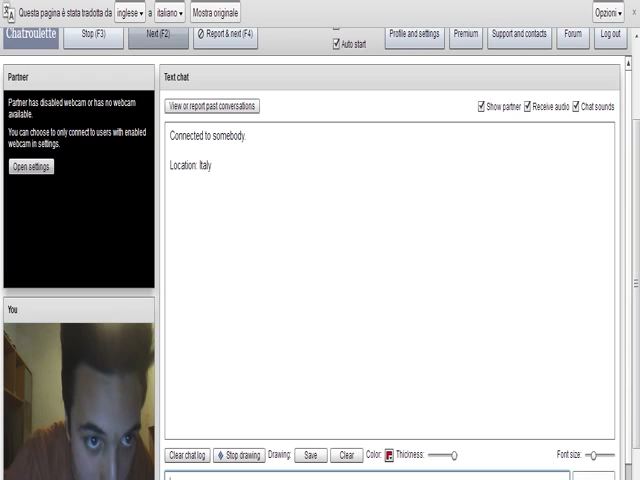 Questa pagina è stata tradotta da inglese a italiano Mostra originale Opzioni x
Chatroulette Stop (F3) Next (F2) Report & next (F4) Auto start Profile and settings Premium Support and contacts Forum Log out
Partner
Partner has disabled webcam or has no webcam
available.
You can choose to only connect to users with enabled
webcam in settings.
Open settings
You
Text chat
View or report past conversations Show partner Receive audio Chat sounds
Connected to somebody.
Location: Italy
Clear chat log Stop drawing Drawing: Save Clear Color: Thickness: Font size: